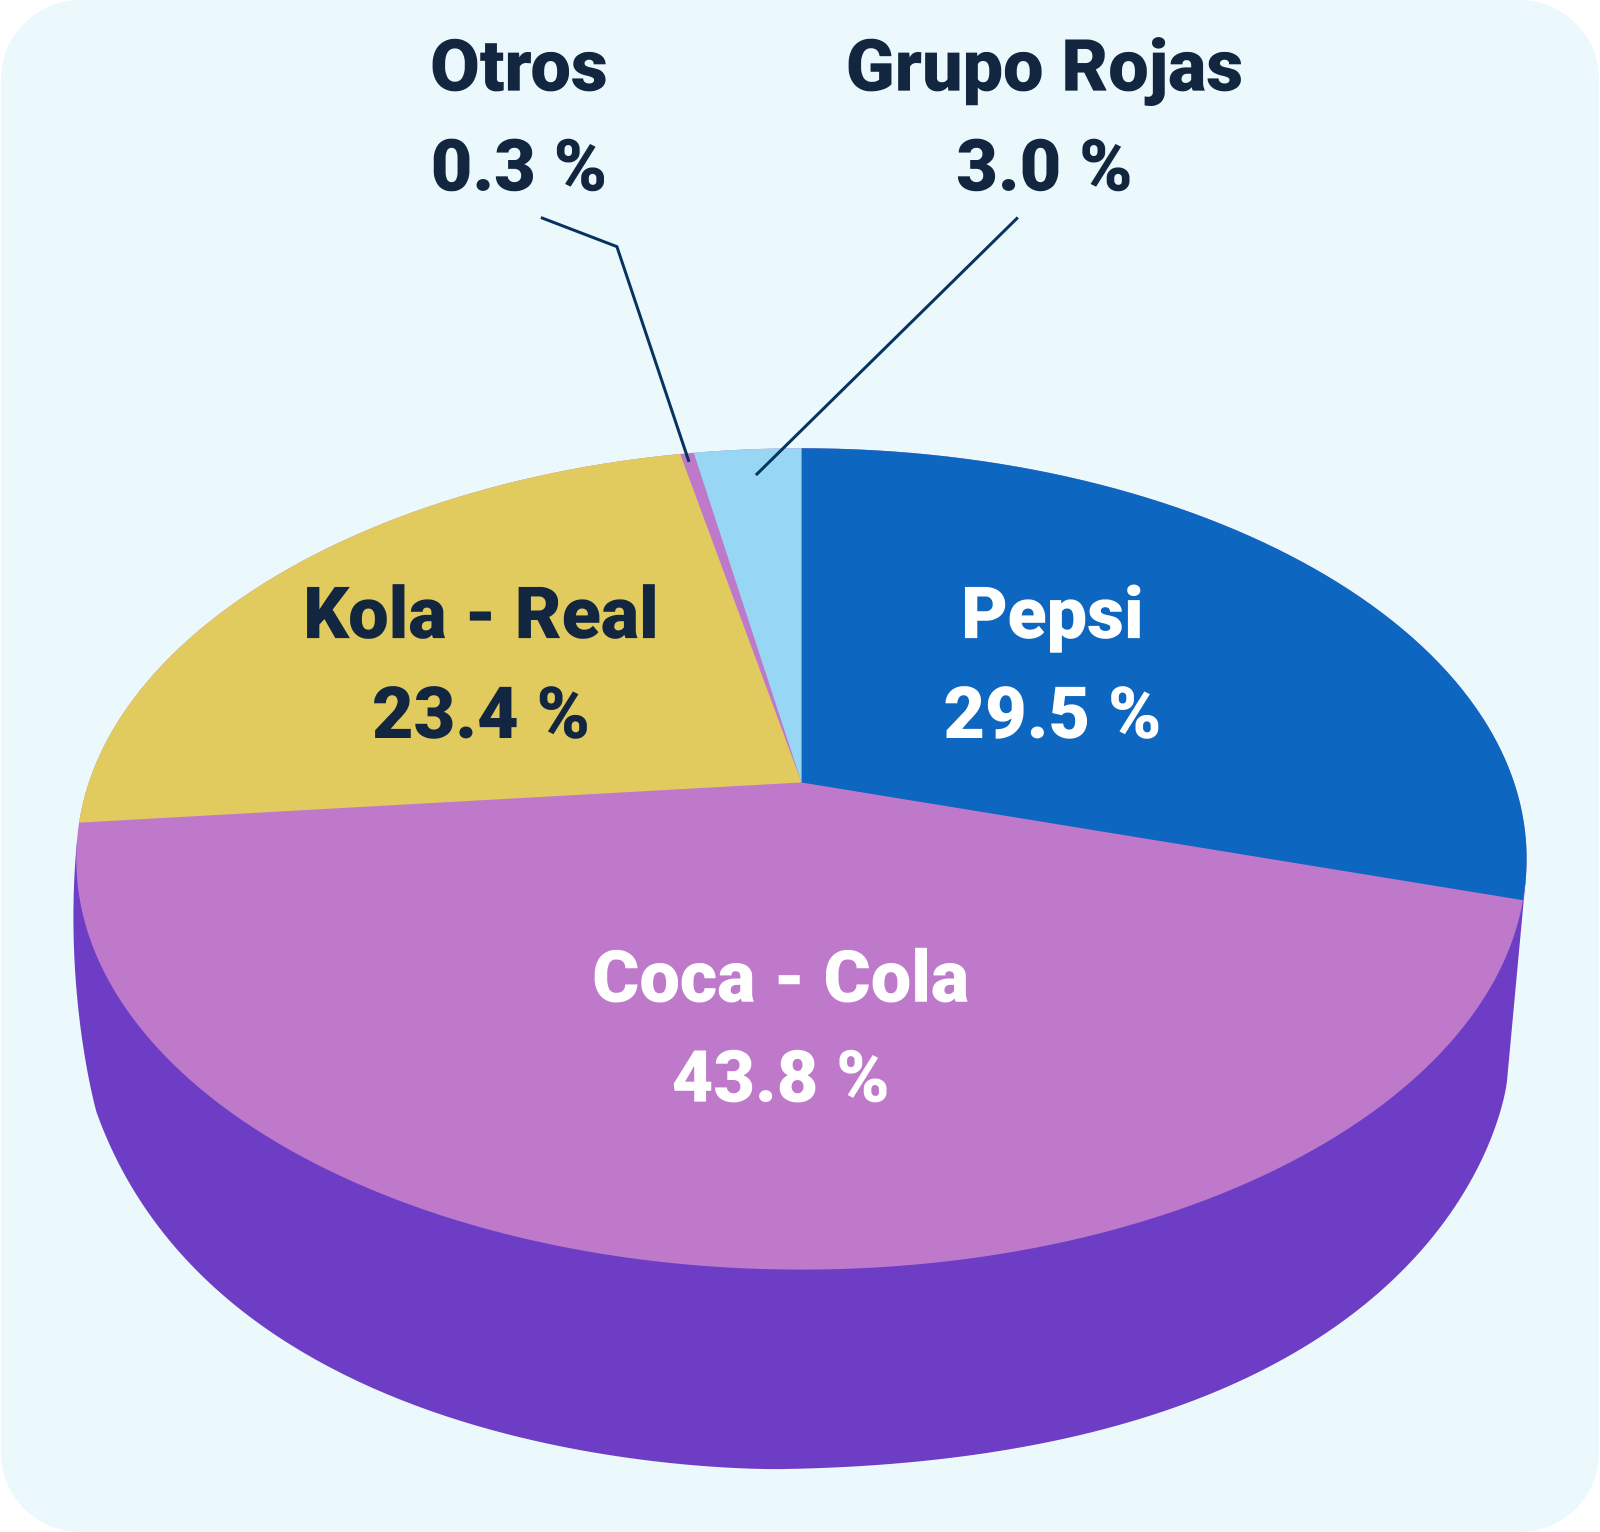 Otros
0.3 %
Grupo Rojas
3.0 %
Kola - Real
23.4 %
Pepsi
29.5 %
Coca - Cola
43.8 %